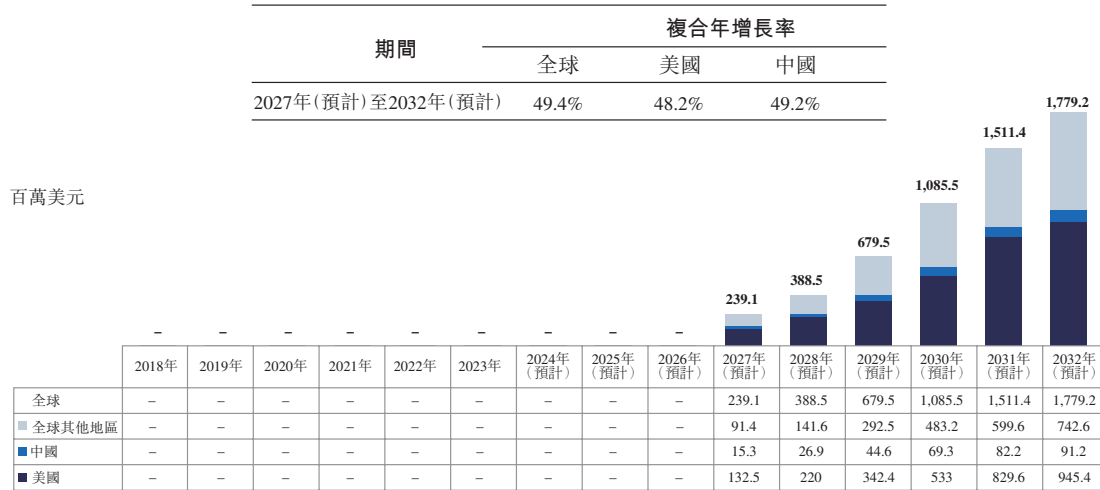 複合年增長率
期間
全球 美國 中國
2027年(預計)至2032年(預計) 49.4% 48.2% 49.2%
百萬美元
– – – – – – – – – 239.1 388.5 679.5 1,085.5 1,511.4 1,779.2
2018年 2019年 2020年 2021年 2022年 2023年 2024年(預計) 2025年(預計) 2026年(預計) 2027年(預計) 2028年(預計) 2029年(預計) 2030年(預計) 2031年(預計) 2032年(預計)
全球 – – – – – – – – – 239.1 388.5 679.5 1,085.5 1,511.4 1,779.2
全球其他地區 – – – – – – – – – 91.4 141.6 292.5 483.2 599.6 742.6
中國 – – – – – – – – – 15.3 26.9 44.6 69.3 82.2 91.2
美國 – – – – – – – – – 132.5 220 342.4 533 829.6 945.4